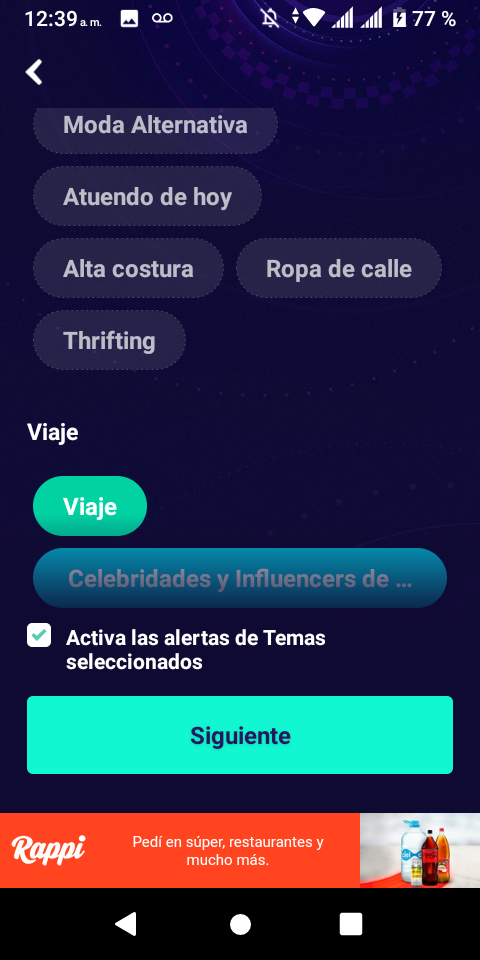 12:39 a. m.
77 %
Moda Alternativa
Atuendo de hoy
Alta costura
Ropa de calle
Thrifting
Viaje
Viaje
Celebridades y Influencers de ...
Activa las alertas de Temas
seleccionados
Siguiente
Rappi
Pedí en súper, restaurantes y
mucho más.